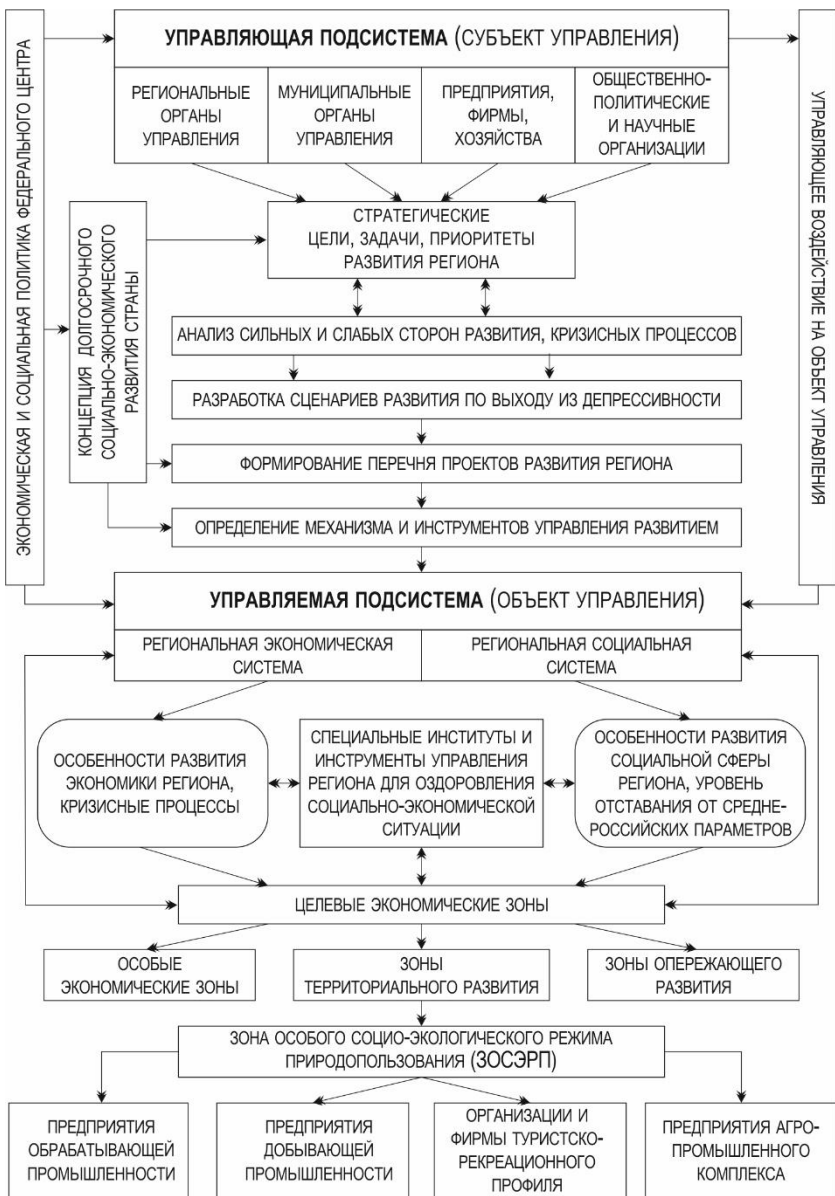 ЭКОНОМИЧЕСКАЯ И СОЦИАЛЬНАЯ ПОЛИТИКА ФЕДЕРАЛЬНОГО ЦЕНТРА
УПРАВЛЯЮЩАЯ ПОДСИСТЕМА (СУБЪЕКТ УПРАВЛЕНИЯ)
РЕГИОНАЛЬНЫЕ
ОРГАНЫ
УПРАВЛЕНИЯ
МУНИЦИПАЛЬНЫЕ
ОРГАНЫ
УПРАВЛЕНИЯ
ПРЕДПРИЯТИЯ,
ФИРМЫ,
ХОЗЯЙСТВА
ОБЩЕСТВЕННО-
ПОЛИТИЧЕСКИЕ
И НАУЧНЫЕ
ОРГАНИЗАЦИИ
УПРАВЛЯЮЩЕЕ ВОЗДЕЙСТВИЕ НА ОБЪЕКТ УПРАВЛЕНИЯ
КОНЦЕПЦИЯ ДОЛГОСРОЧНОГО
СОЦИАЛЬНО-ЭКОНОМИЧЕСКОГО
РАЗВИТИЯ СТРАНЫ
СТРАТЕГИЧЕСКИЕ
ЦЕЛИ, ЗАДАЧИ, ПРИОРИТЕТЫ
РАЗВИТИЯ РЕГИОНА
АНАЛИЗ СИЛЬНЫХ И СЛАБЫХ СТОРОН РАЗВИТИЯ, КРИЗИСНЫХ ПРОЦЕССОВ
РАЗРАБОТКА СЦЕНАРИЕВ РАЗВИТИЯ ПО ВЫХОДУ ИЗ ДЕПРЕССИВНОСТИ
ФОРМИРОВАНИЕ ПЕРЕЧНЯ ПРОЕКТОВ РАЗВИТИЯ РЕГИОНА
ОПРЕДЕЛЕНИЕ МЕХАНИЗМА И ИНСТРУМЕНТОВ УПРАВЛЕНИЯ РАЗВИТИЕМ
УПРАВЛЯЕМАЯ ПОДСИСТЕМА (ОБЪЕКТ УПРАВЛЕНИЯ)
РЕГИОНАЛЬНАЯ ЭКОНОМИЧЕСКАЯ
СИСТЕМА
РЕГИОНАЛЬНАЯ СОЦИАЛЬНАЯ
СИСТЕМА
ОСОБЕННОСТИ РАЗВИТИЯ
ЭКОНОМИКИ РЕГИОНА,
КРИЗИСНЫЕ ПРОЦЕССЫ
СПЕЦИАЛЬНЫЕ ИНСТИТУТЫ И
ИНСТРУМЕНТЫ УПРАВЛЕНИЯ
РЕГИОНА ДЛЯ ОЗДОРОВЛЕНИЯ
СОЦИАЛЬНО-ЭКОНОМИЧЕСКОЙ
СИТУАЦИИ
ОСОБЕННОСТИ РАЗВИТИЯ
СОЦИАЛЬНОЙ СФЕРЫ
РЕГИОНА, УРОВЕНЬ
ОТСТАВАНИЯ ОТ СРЕДНЕ-
РОССИЙСКИХ ПАРАМЕТРОВ
ЦЕЛЕВЫЕ ЭКОНОМИЧЕСКИЕ ЗОНЫ
ОСОБЫЕ
ЭКОНОМИЧЕСКИЕ ЗОНЫ
ЗОНЫ
ТЕРРИТОРИАЛЬНОГО РАЗВИТИЯ
ЗОНЫ ОПЕРЕЖАЮЩЕГО
РАЗВИТИЯ
ЗОНА ОСОБОГО СОЦИО-ЭКОЛОГИЧЕСКОГО РЕЖИМА
ПРИРОДОПОЛЬЗОВАНИЯ (ЗОСЭРП)
ПРЕДПРИЯТИЯ
ОБРАБАТЫВАЮЩЕЙ
ПРОМЫШЛЕННОСТИ
ПРЕДПРИЯТИЯ
ДОБЫВАЮЩЕЙ
ПРОМЫШЛЕННОСТИ
ОРГАНИЗАЦИИ И
ФИРМЫ ТУРИСТСКО-
РЕКРЕАЦИОННОГО
ПРОФИЛЯ
ПРЕДПРИЯТИЯ АГРО-
ПРОМЫШЛЕННОГО
КОМПЛЕКСА